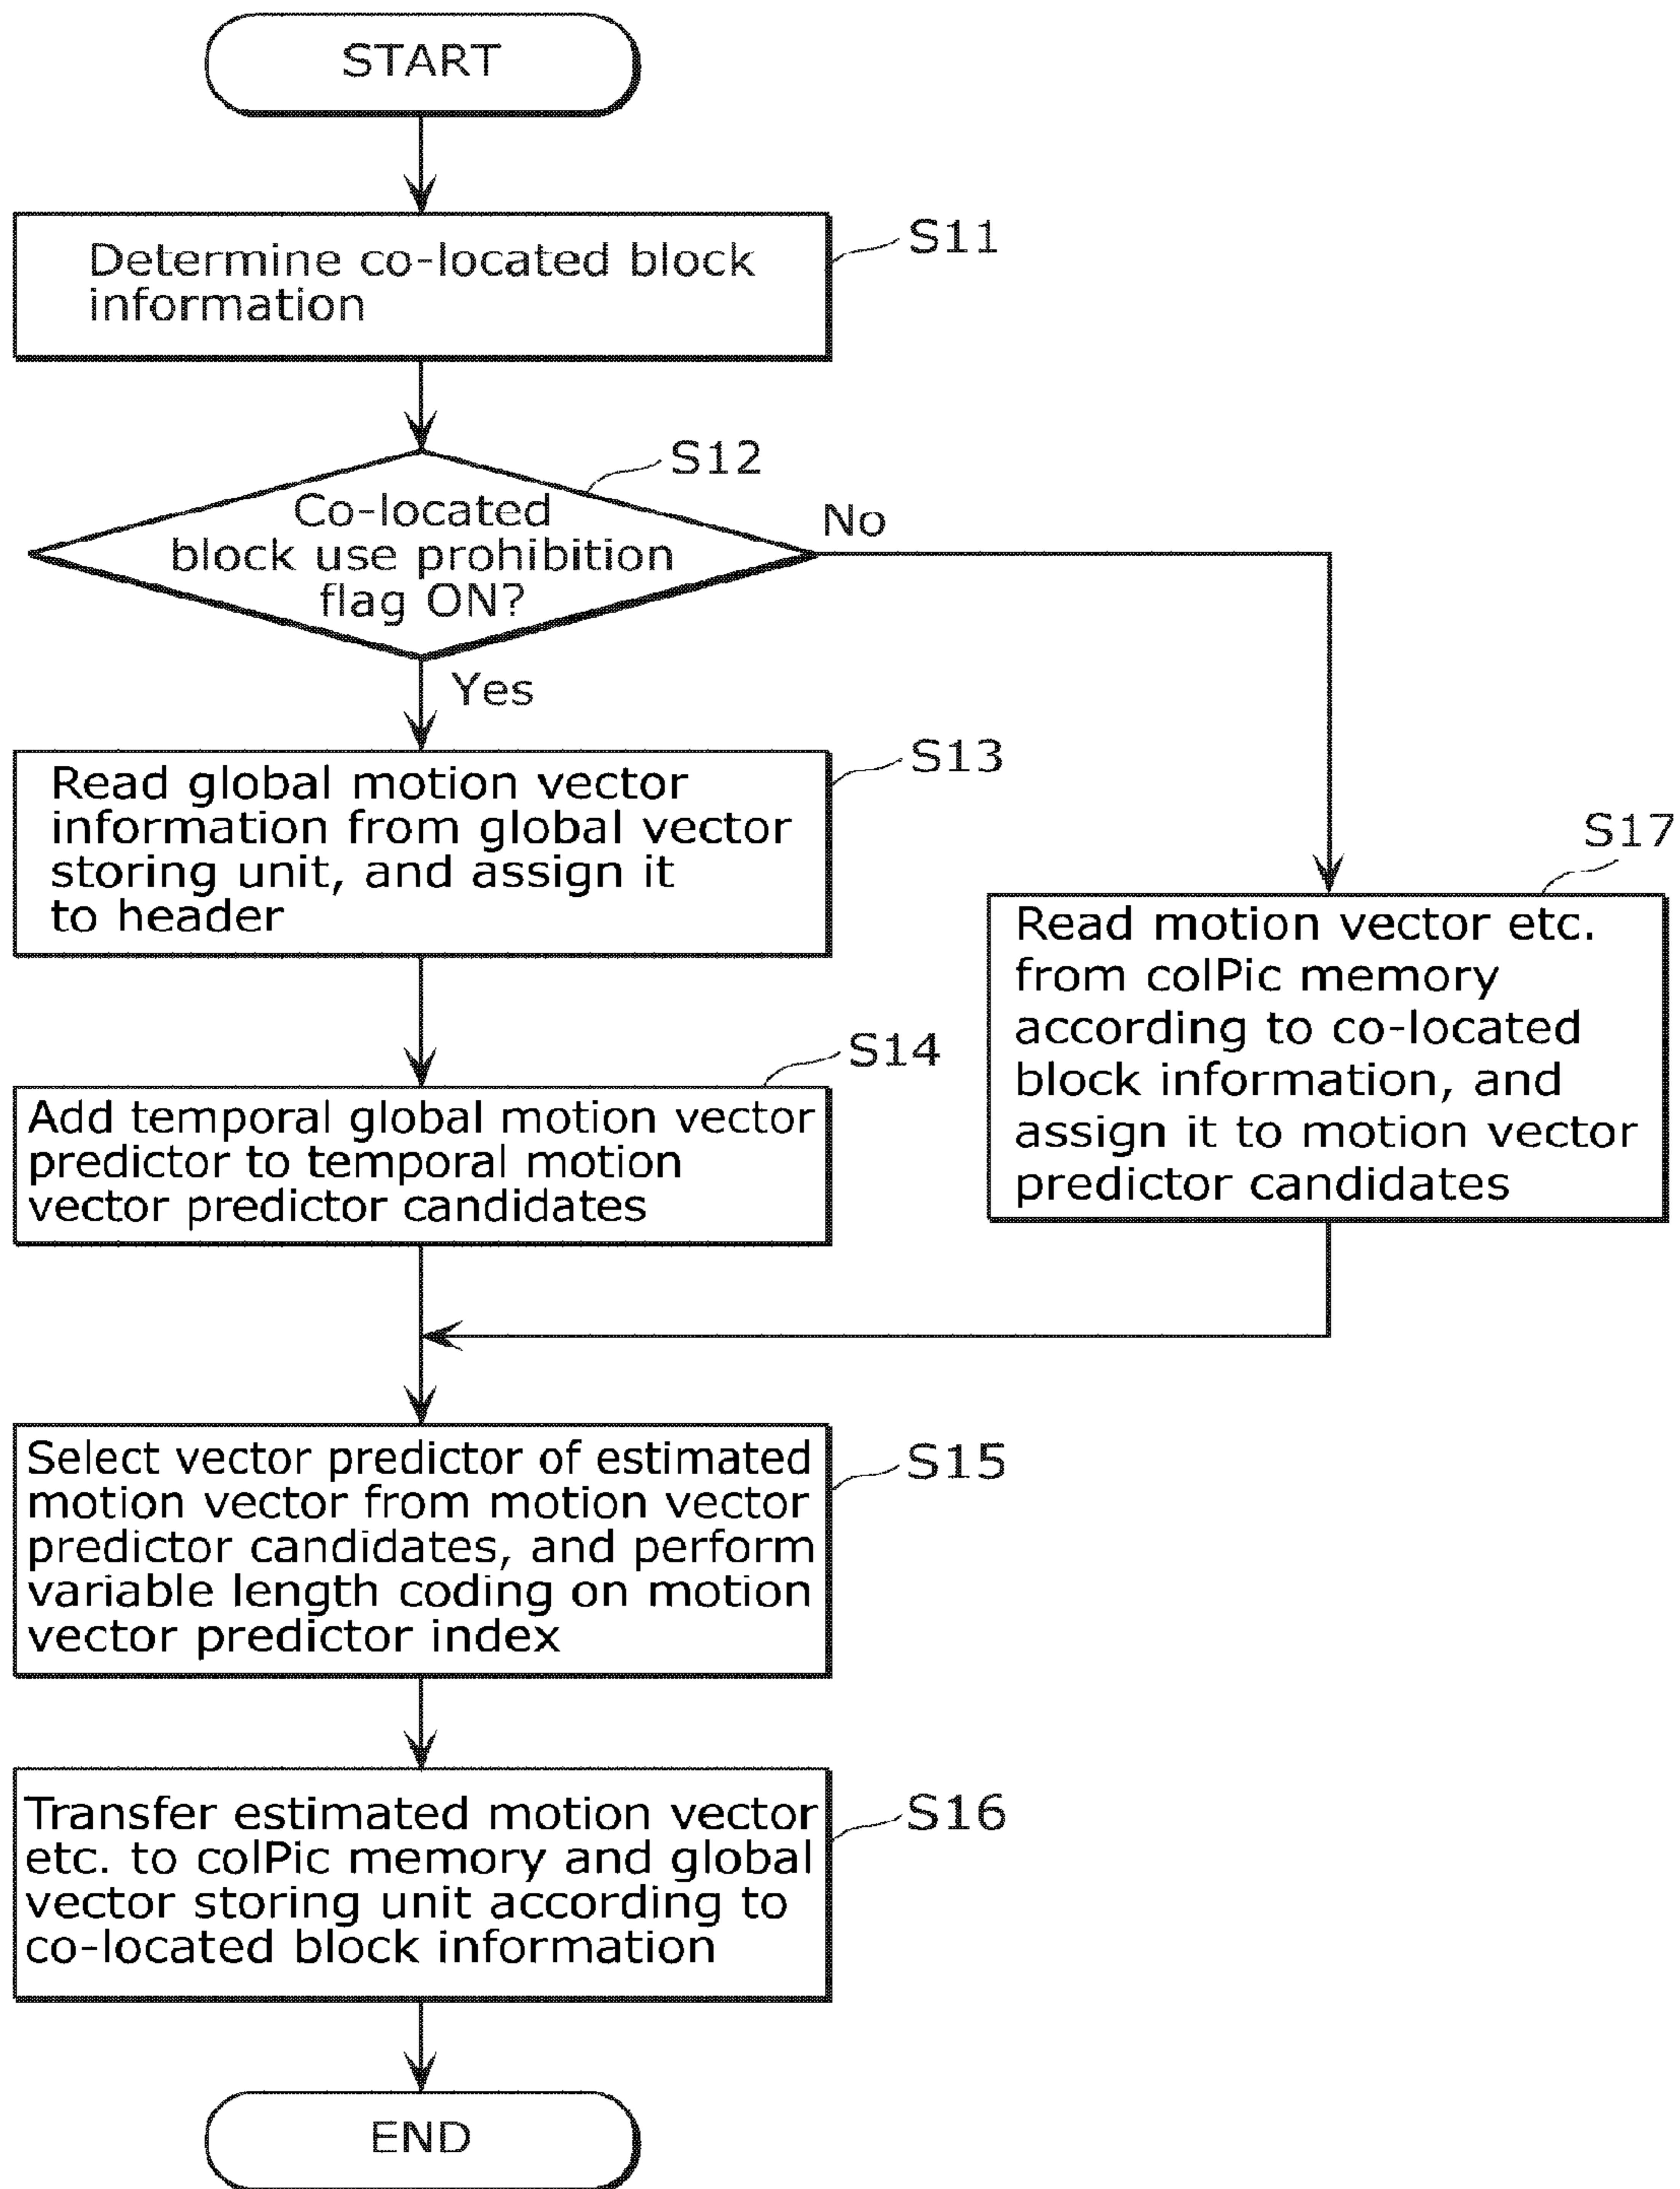 START
S11
Determine co-located block
information
S12
Co-located
block use prohibition
flag ON?
No
Yes
S13
Read global motion vector
information from global vector
storing unit, and assign it
to header
S17
Read motion vector etc.
from colPic memory
according to co-located
block information, and
assign it to motion vector
predictor candidates
S14
Add temporal global motion vector
predictor to temporal motion
vector predictor candidates
S15
Select vector predictor of estimated
motion vector from motion vector
predictor candidates, and perform
variable length coding on motion
vector predictor index
S16
Transfer estimated motion vector
etc. to colPic memory and global
vector storing unit according to
co-located block information
END